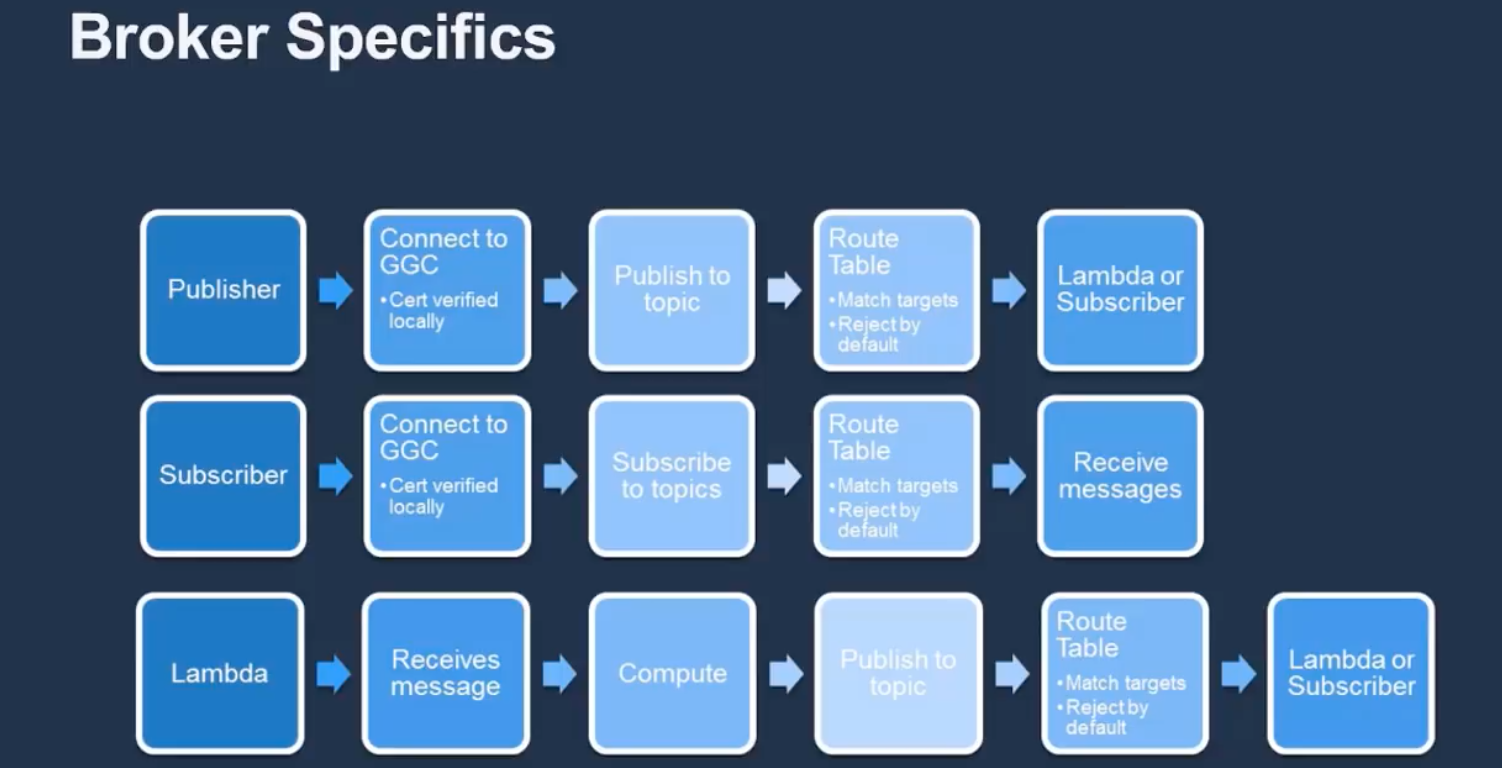 Broker Specifics
Publisher
Connect to
GGC
•Cert verified
locally
Publish to
topic
Route
Table
•Match targets
•Reject by
default
Lambda or
Subscriber
Subscriber
Connect to
GGC
•Cert verified
locally
Subscribe
to topics
Route
Table
•Match targets
•Reject by
default
Receive
messages
Lambda
Receives
message
Compute
Publish to
topic
Route
Table
•Match targets
•Reject by
default
Lambda or
Subscriber